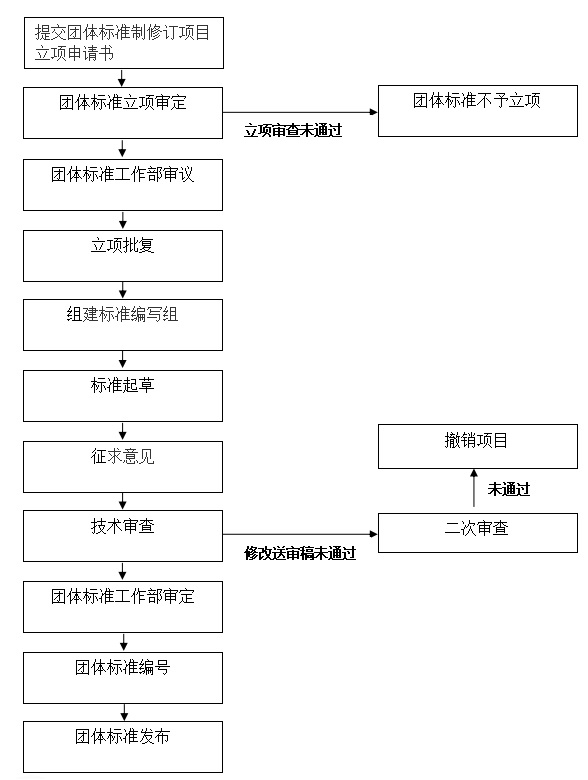 提交团体标准制修订项目
立项申请书
团体标准立项审定
立项审查未通过
团体标准不予立项
团体标准工作部审议
立项批复
组建标准编写组
标准起草
征求意见
撤销项目
未通过
技术审查
修改送审稿未通过
二次审查
团体标准工作部审定
团体标准编号
团体标准发布